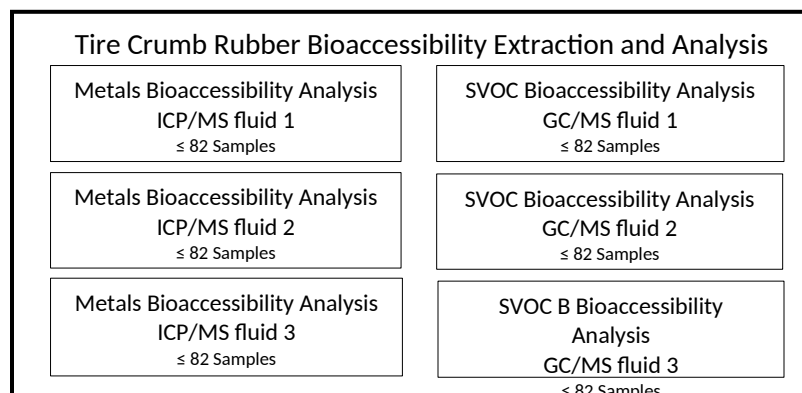 Tire Crumb Rubber Bioaccessibility Extraction and Analysis
Metals Bioaccessibility Analysis
ICP/MS fluid 1
≤ 82 Samples
SVOC Bioaccessibility Analysis
GC/MS fluid 1
≤ 82 Samples
Metals Bioaccessibility Analysis
ICP/MS fluid 2
≤ 82 Samples
SVOC Bioaccessibility Analysis
GC/MS fluid 2
≤ 82 Samples
Metals Bioaccessibility Analysis
ICP/MS fluid 3
≤ 82 Samples
SVOC B Bioaccessibility
Analysis
GC/MS fluid 3
≤ 82 Samples